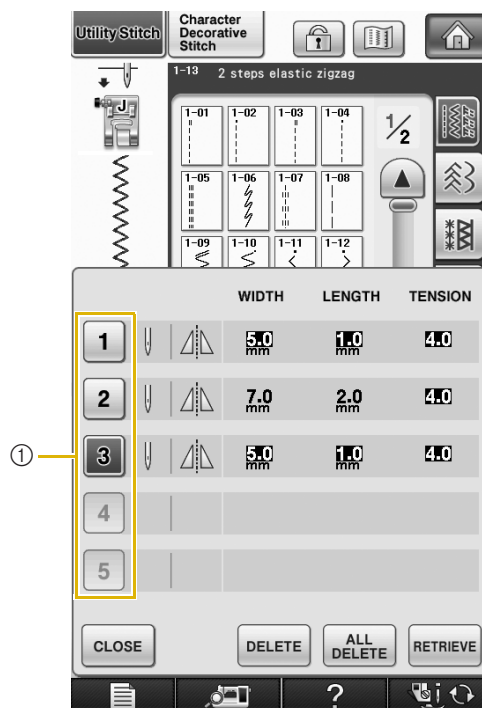 Utility Stitch
Character
Decorative
Stitch
1-13 2 steps elastic zigzag
J
1-01 1-02 1-03 1-04
1/2
1-05 1-06 1-07 1-08
1-09 1-10 1-11 1-12
WIDTH LENGTH TENSION
1 5.0 mm 1.0 mm 4.0
2 7.0 mm 2.0 mm 4.0
① 3 5.0 mm 1.0 mm 4.0
4
5
CLOSE DELETE ALL DELETE RETRIEVE
?